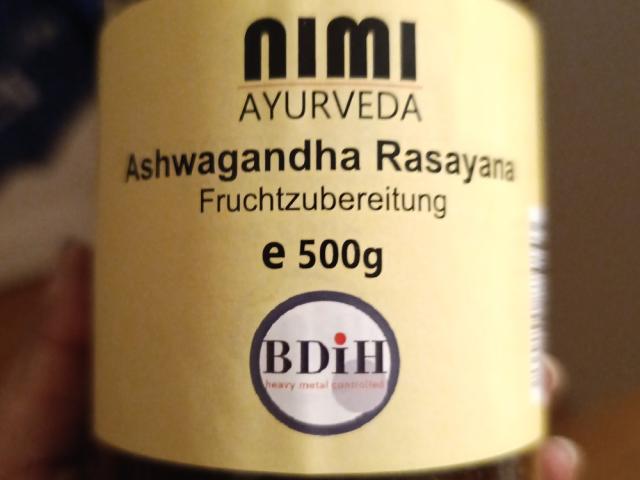 nimi
AYURVEDA
Ashwagandha Rasayana
Fruchtzubereitung
e 500g
BDiH
heavy metal controlled